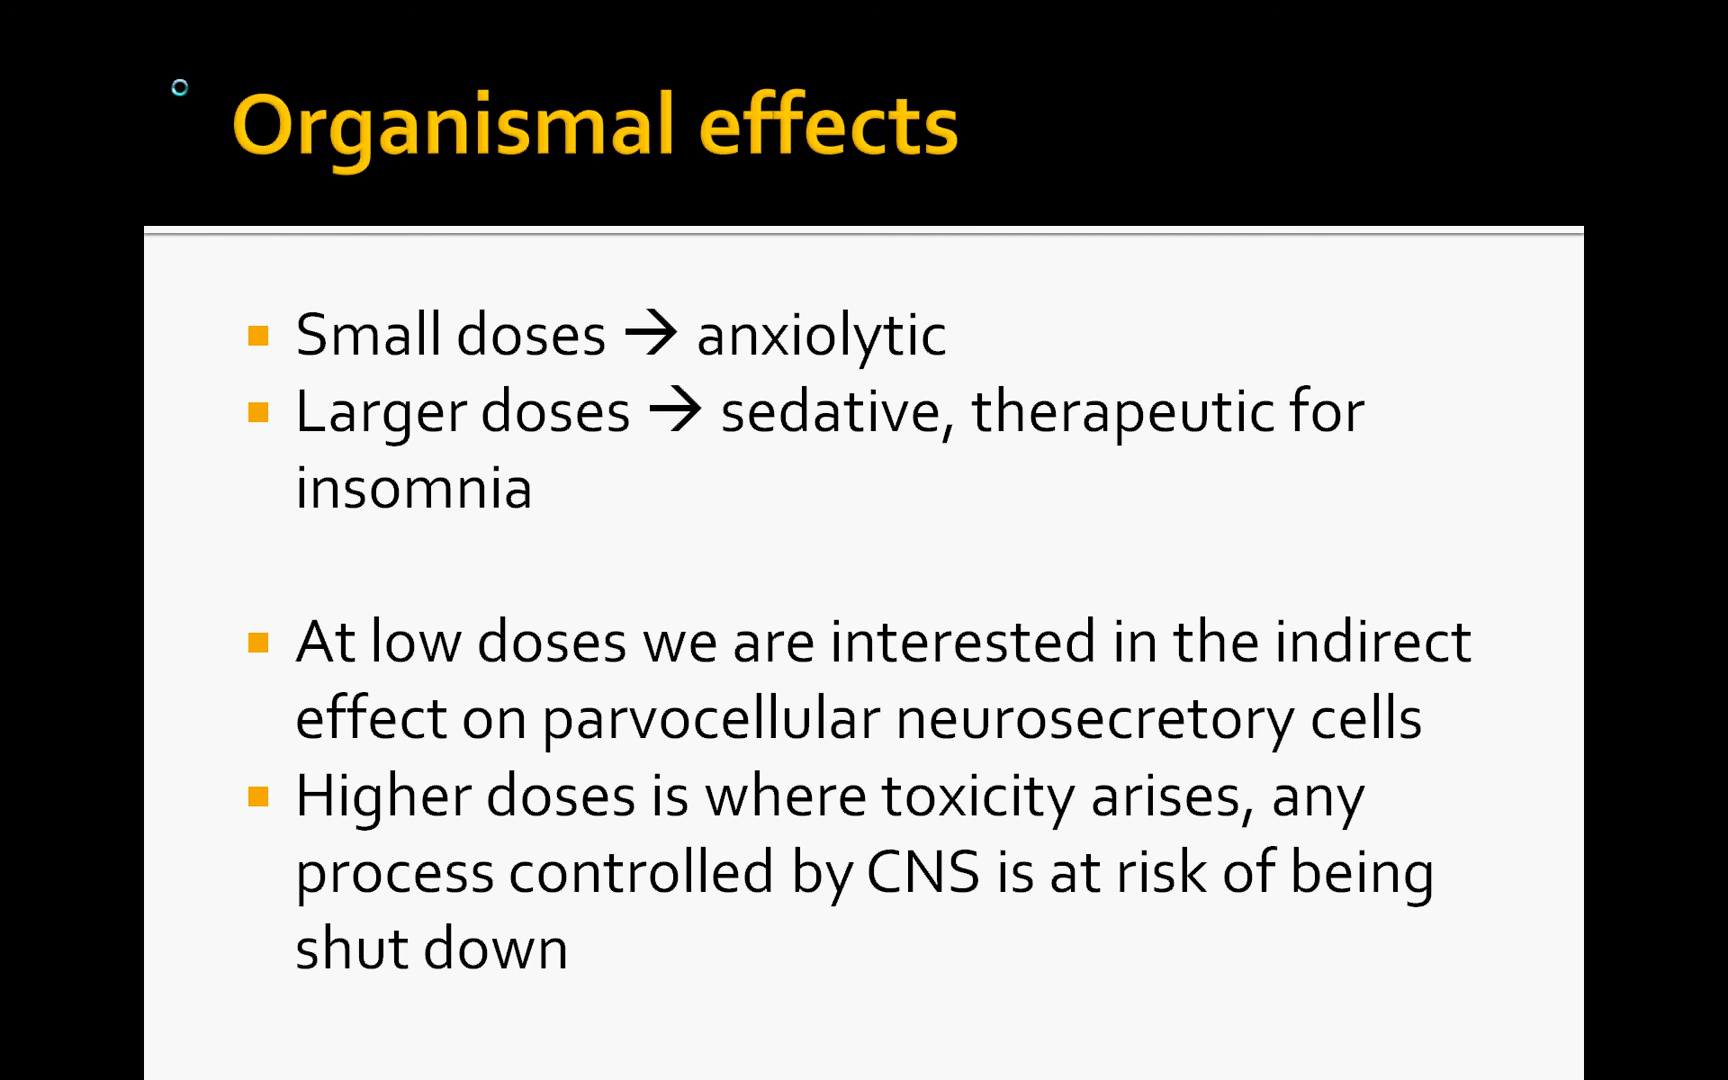 Organismal effects
Small doses → anxiolytic
Larger doses → sedative, therapeutic for
insomnia
At low doses we are interested in the indirect
effect on parvocellular neurosecretory cells
Higher doses is where toxicity arises, any
process controlled by CNS is at risk of being
shut down